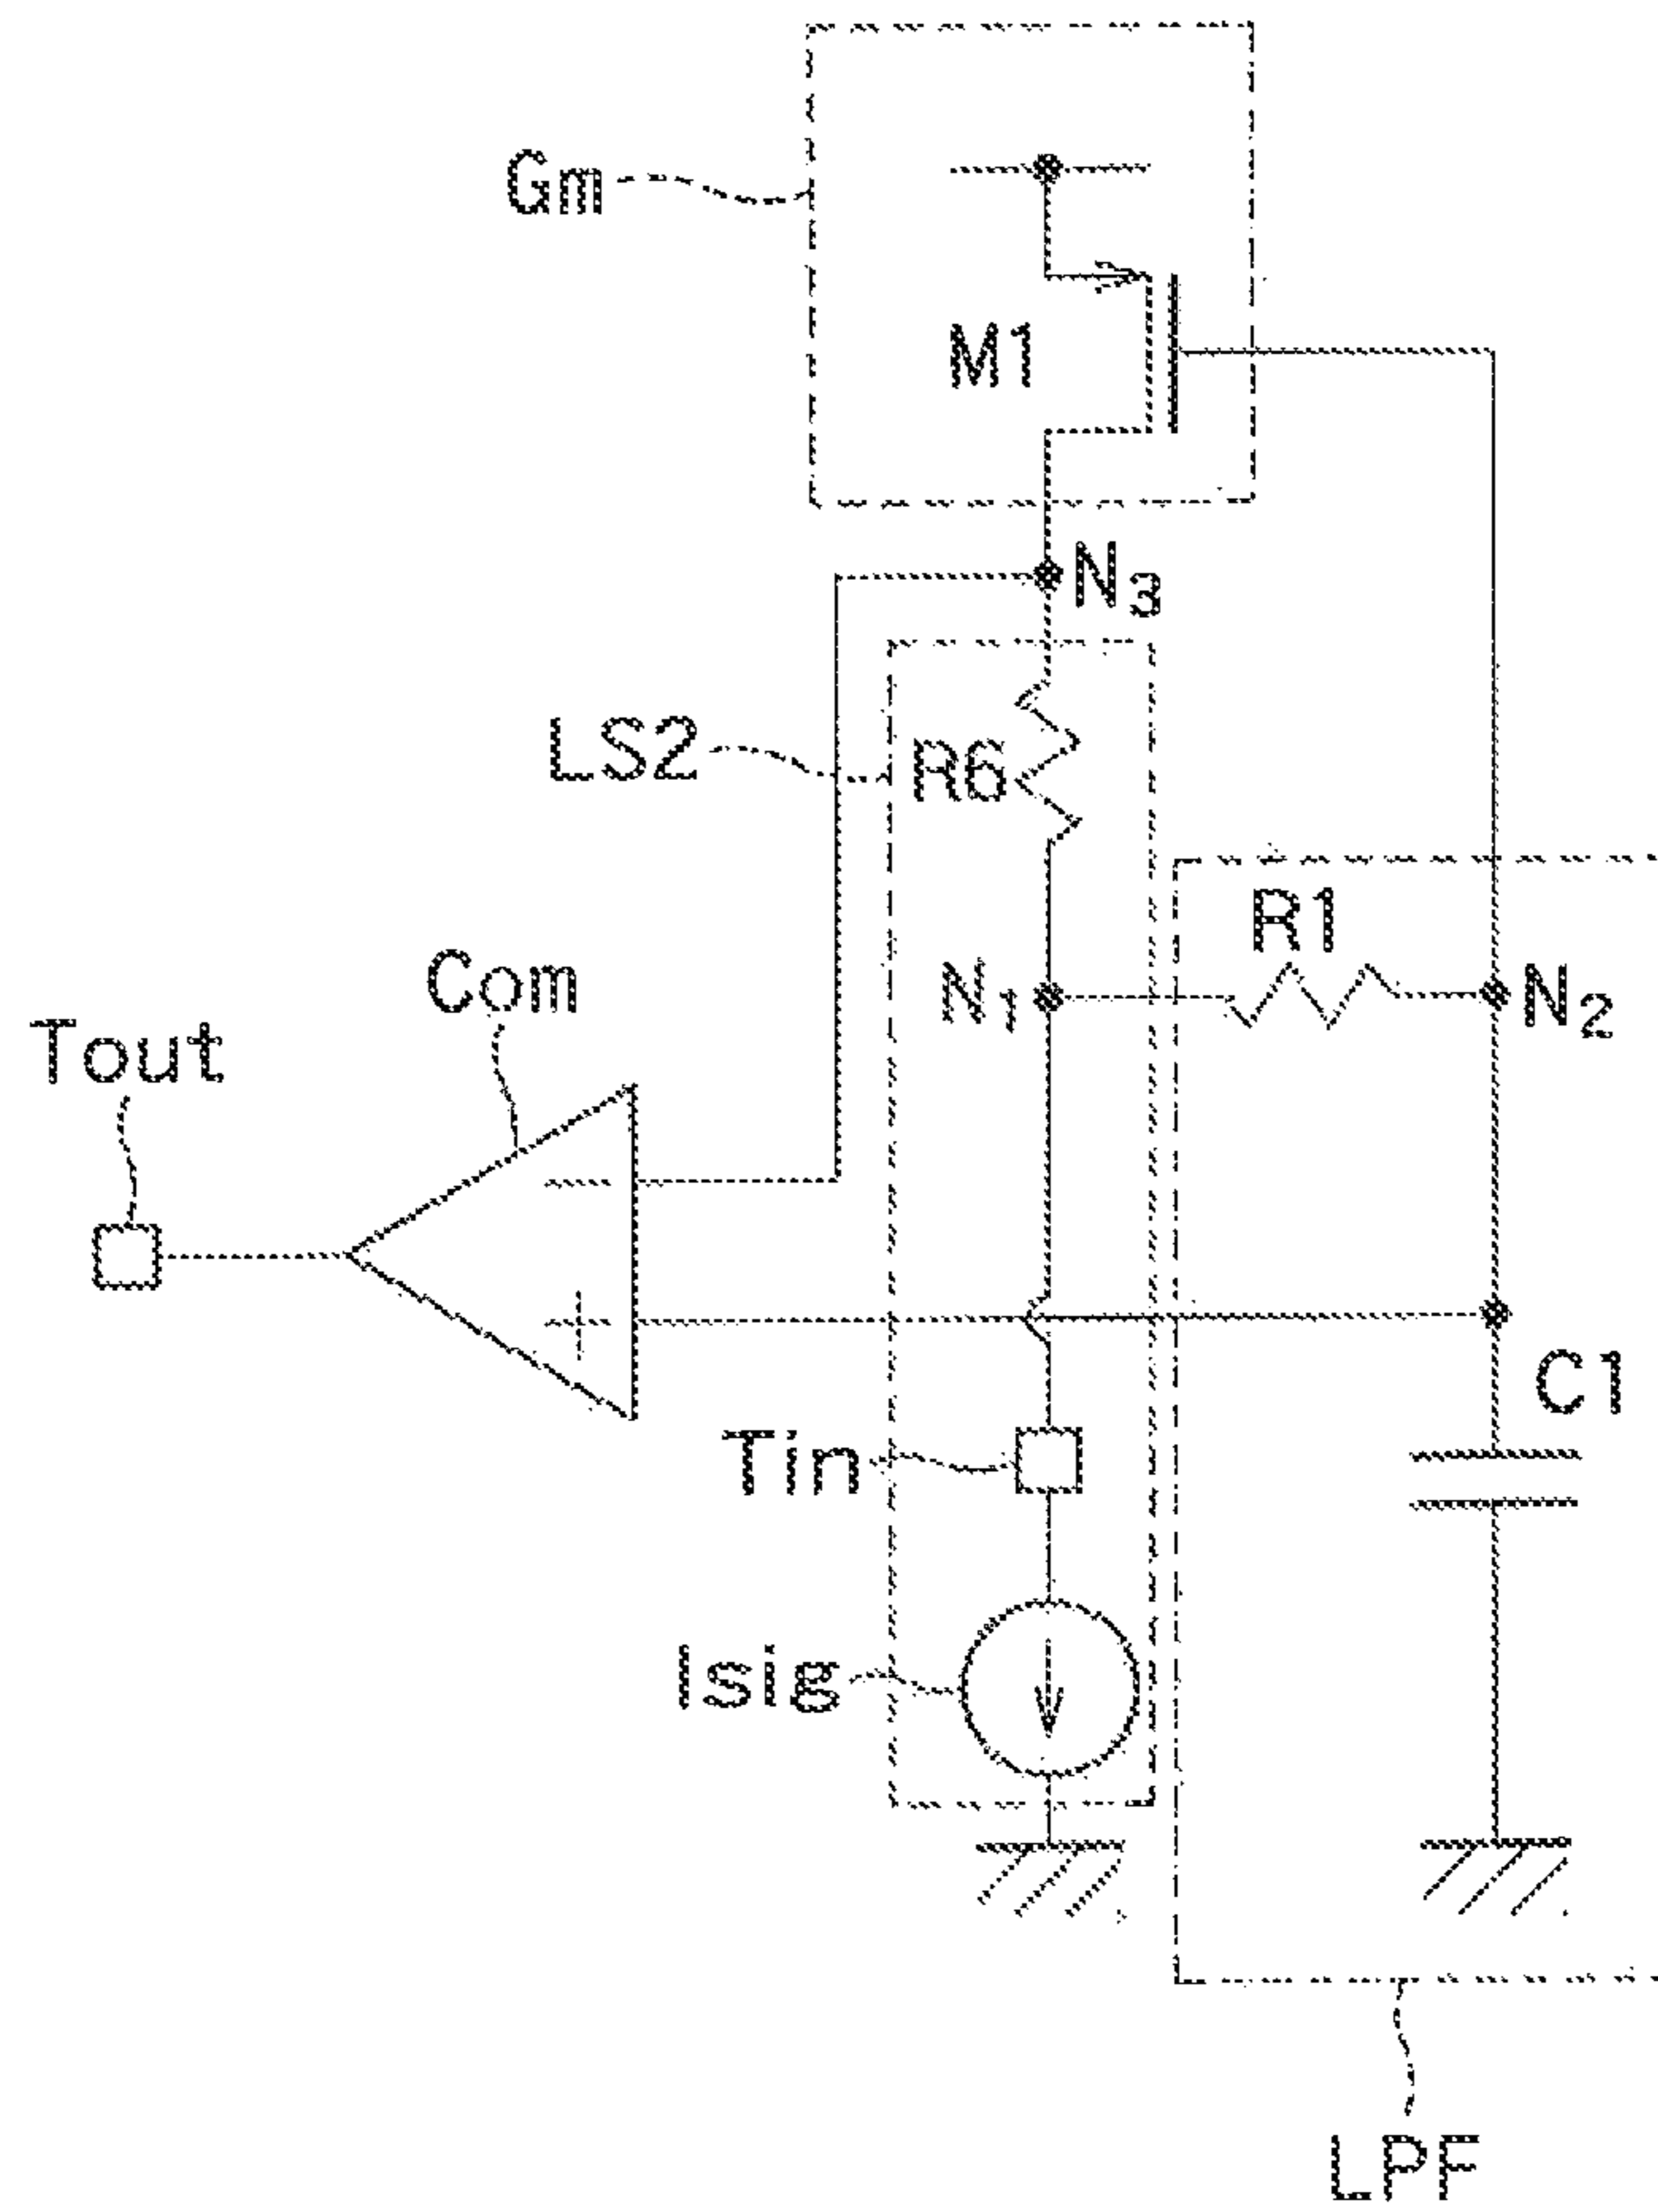 Gm
M1
N3
LS2
R6
R1
N1
N2
Com
Tout
−
+
C1
Tin
Isig
LPF